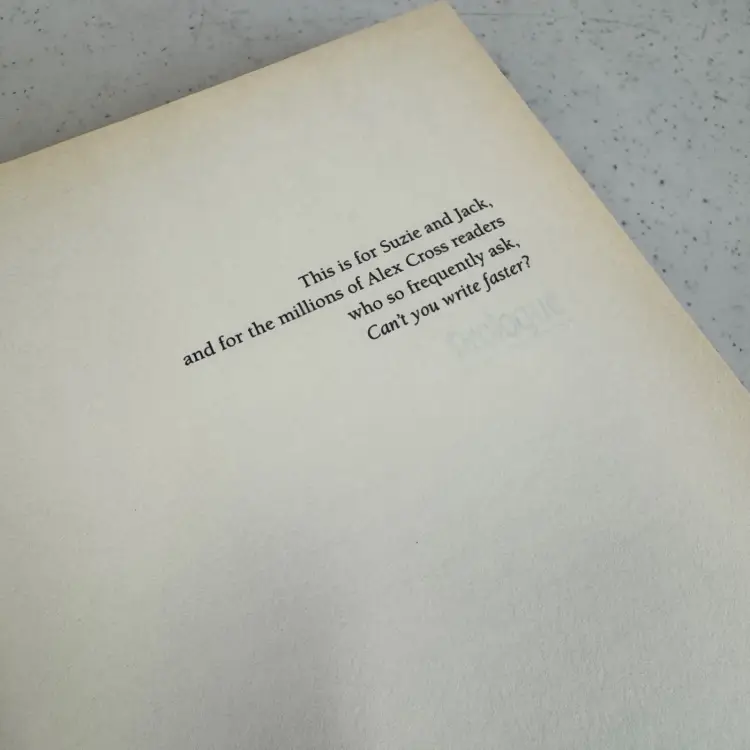 This is for Suzie and Jack,
and for the millions of Alex Cross readers
who so frequently ask,
Can't you write faster?
prologue